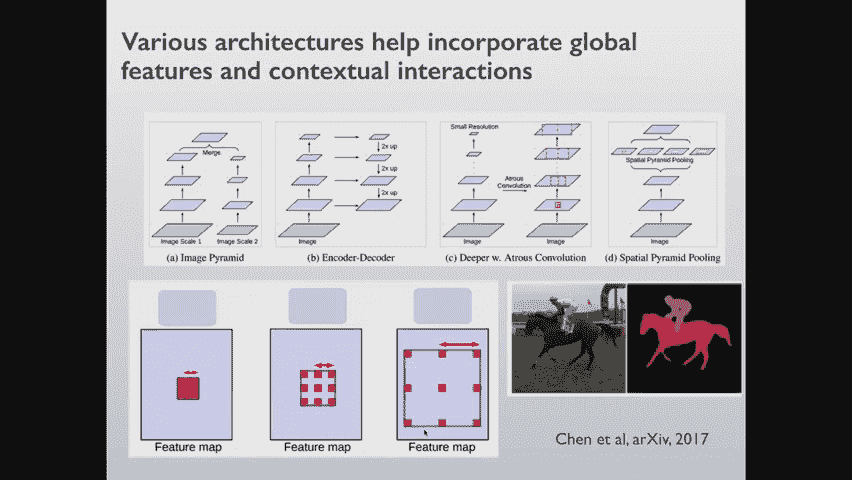 Various architectures help incorporate global
features and contextual interactions
Merge
Image Scale 1
Image Scale 2
(a) Image Pyramid
2x up
2x up
2x up
Image
(b) Encoder-Decoder
Small Resolution
Atrous
Convolution
Image
Image
(c) Deeper w. Atrous Convolution
Spatial Pyramid Pooling
Image
(d) Spatial Pyramid Pooling
Feature map
Feature map
Feature map
Chen et al, arXiv, 2017